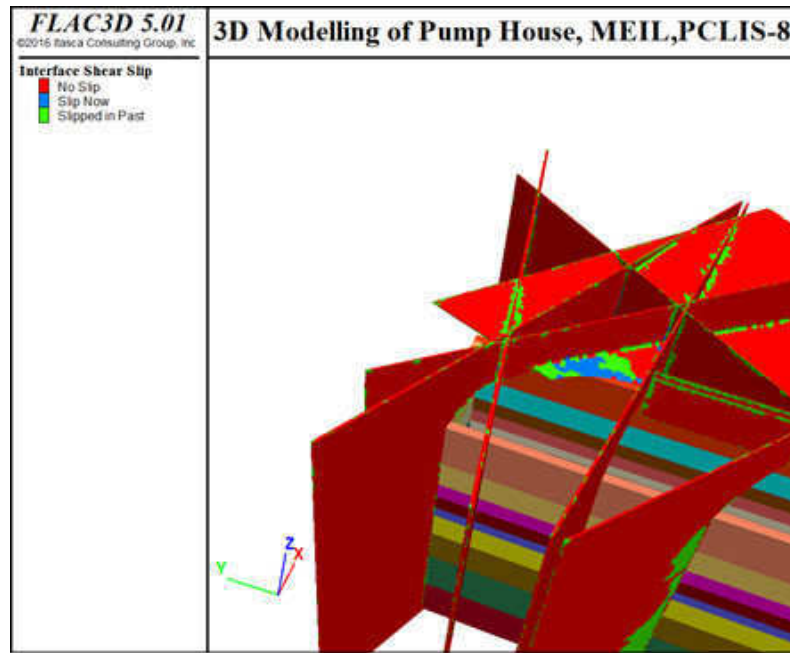 FLAC3D 5.01
©2016 Itasca Consulting Group, Inc
3D Modelling of Pump House, MEIL,PCLIS-8
Interface Shear Slip
No Slip
Slip Now
Slipped in Past
Z
X
Y